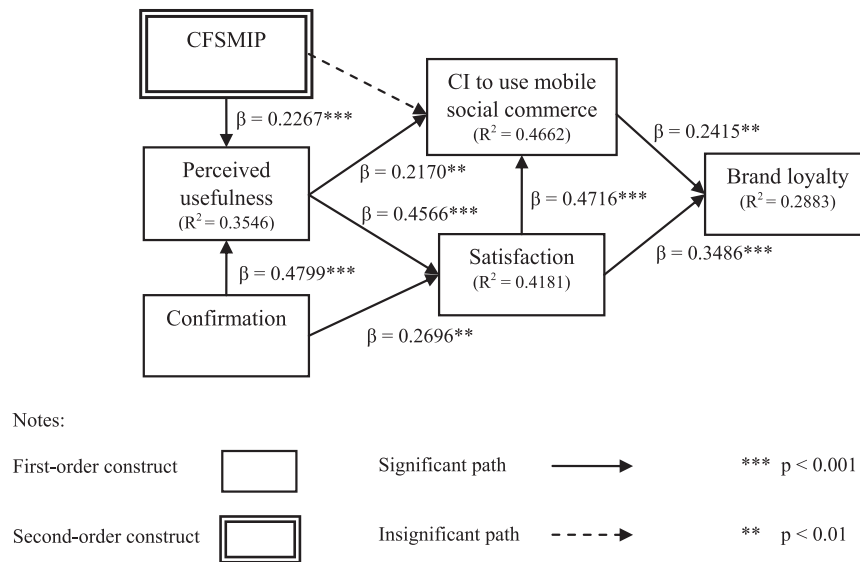 CFSMIP
CI to use mobile
social commerce
(R² = 0.4662)
β = 0.2267***
β = 0.2415**
Perceived
usefulness
(R² = 0.3546)
β = 0.2170**
Brand loyalty
(R² = 0.2883)
β = 0.4566***
β = 0.4716***
Satisfaction
(R² = 0.4181)
β = 0.3486***
β = 0.4799***
Confirmation
β = 0.2696**
Notes:
First-order construct
Significant path
*** p < 0.001
Second-order construct
Insignificant path
** p < 0.01